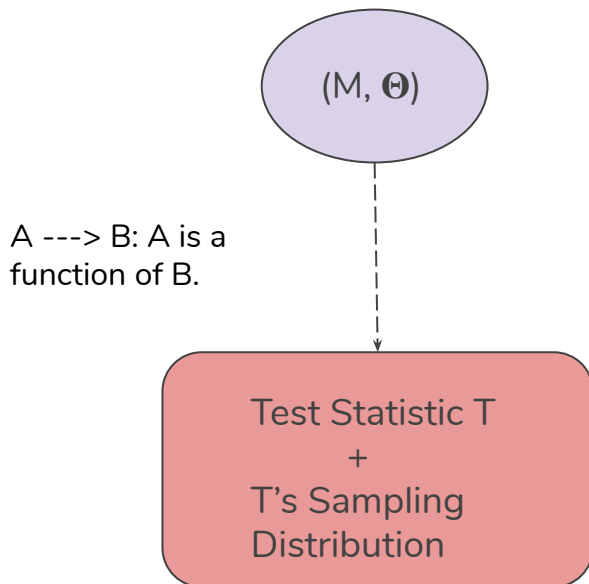 (M, Θ)
A ---> B: A is a
function of B.
Test Statistic T
+
T’s Sampling
Distribution